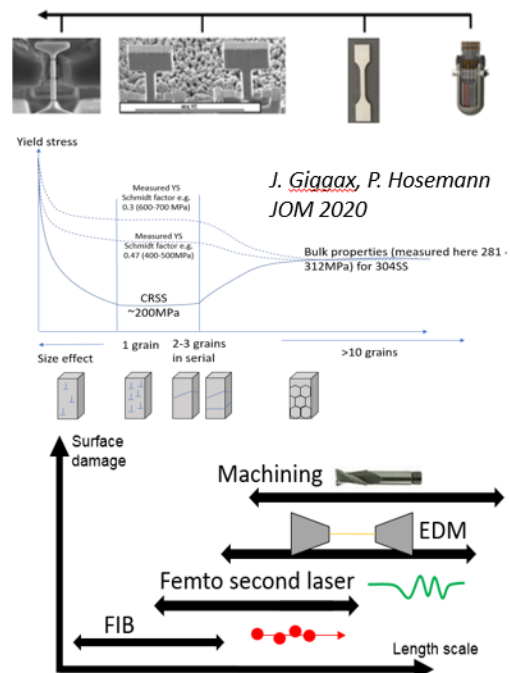 Yield stress
J. Giggax, P. Hosemann
JOM 2020
Measured YS
Schmidt factor e.g.
0.3 (600-700 MPa)
Measured YS
Schmidt factor e.g.
0.47 (400-500MPa)
Bulk properties (measured here 281 -
312MPa) for 304SS
CRSS
~200MPa
Size effect
1 grain
2-3 grains
in serial
>10 grains
Surface
damage
Machining
EDM
Femto second laser
FIB
Length scale